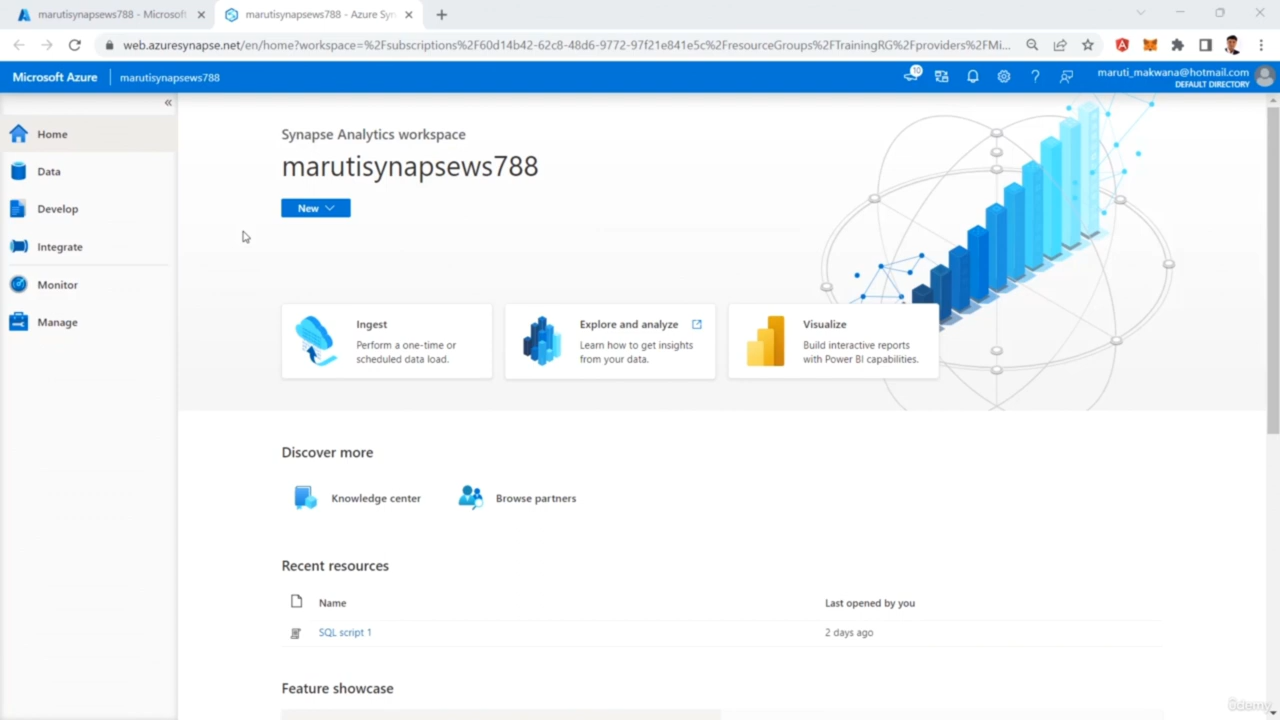 marutisynapsews788 - Microsoft
marutisynapsews788 - Azure Syn
web.azuresynapse.net/en/home?workspace=%2Fsubscriptions%2F60d14b42-62c8-48d6-9772-97f21e841e5c%2FresourceGroups%2FTrainingRG%2Fproviders%2FMi...
Microsoft Azure
marutisynapsews788
10
maruti_makwana@hotmail.com
DEFAULT DIRECTORY
«
Home
Data
Develop
Integrate
Monitor
Manage
Synapse Analytics workspace
marutisynapsews788
New
Ingest
Perform a one-time or
scheduled data load.
Explore and analyze
Learn how to get insights
from your data.
Visualize
Build interactive reports
with Power BI capabilities.
Discover more
Knowledge center
Browse partners
Recent resources
Name
Last opened by you
SQL script 1
2 days ago
Feature showcase
ûdemy